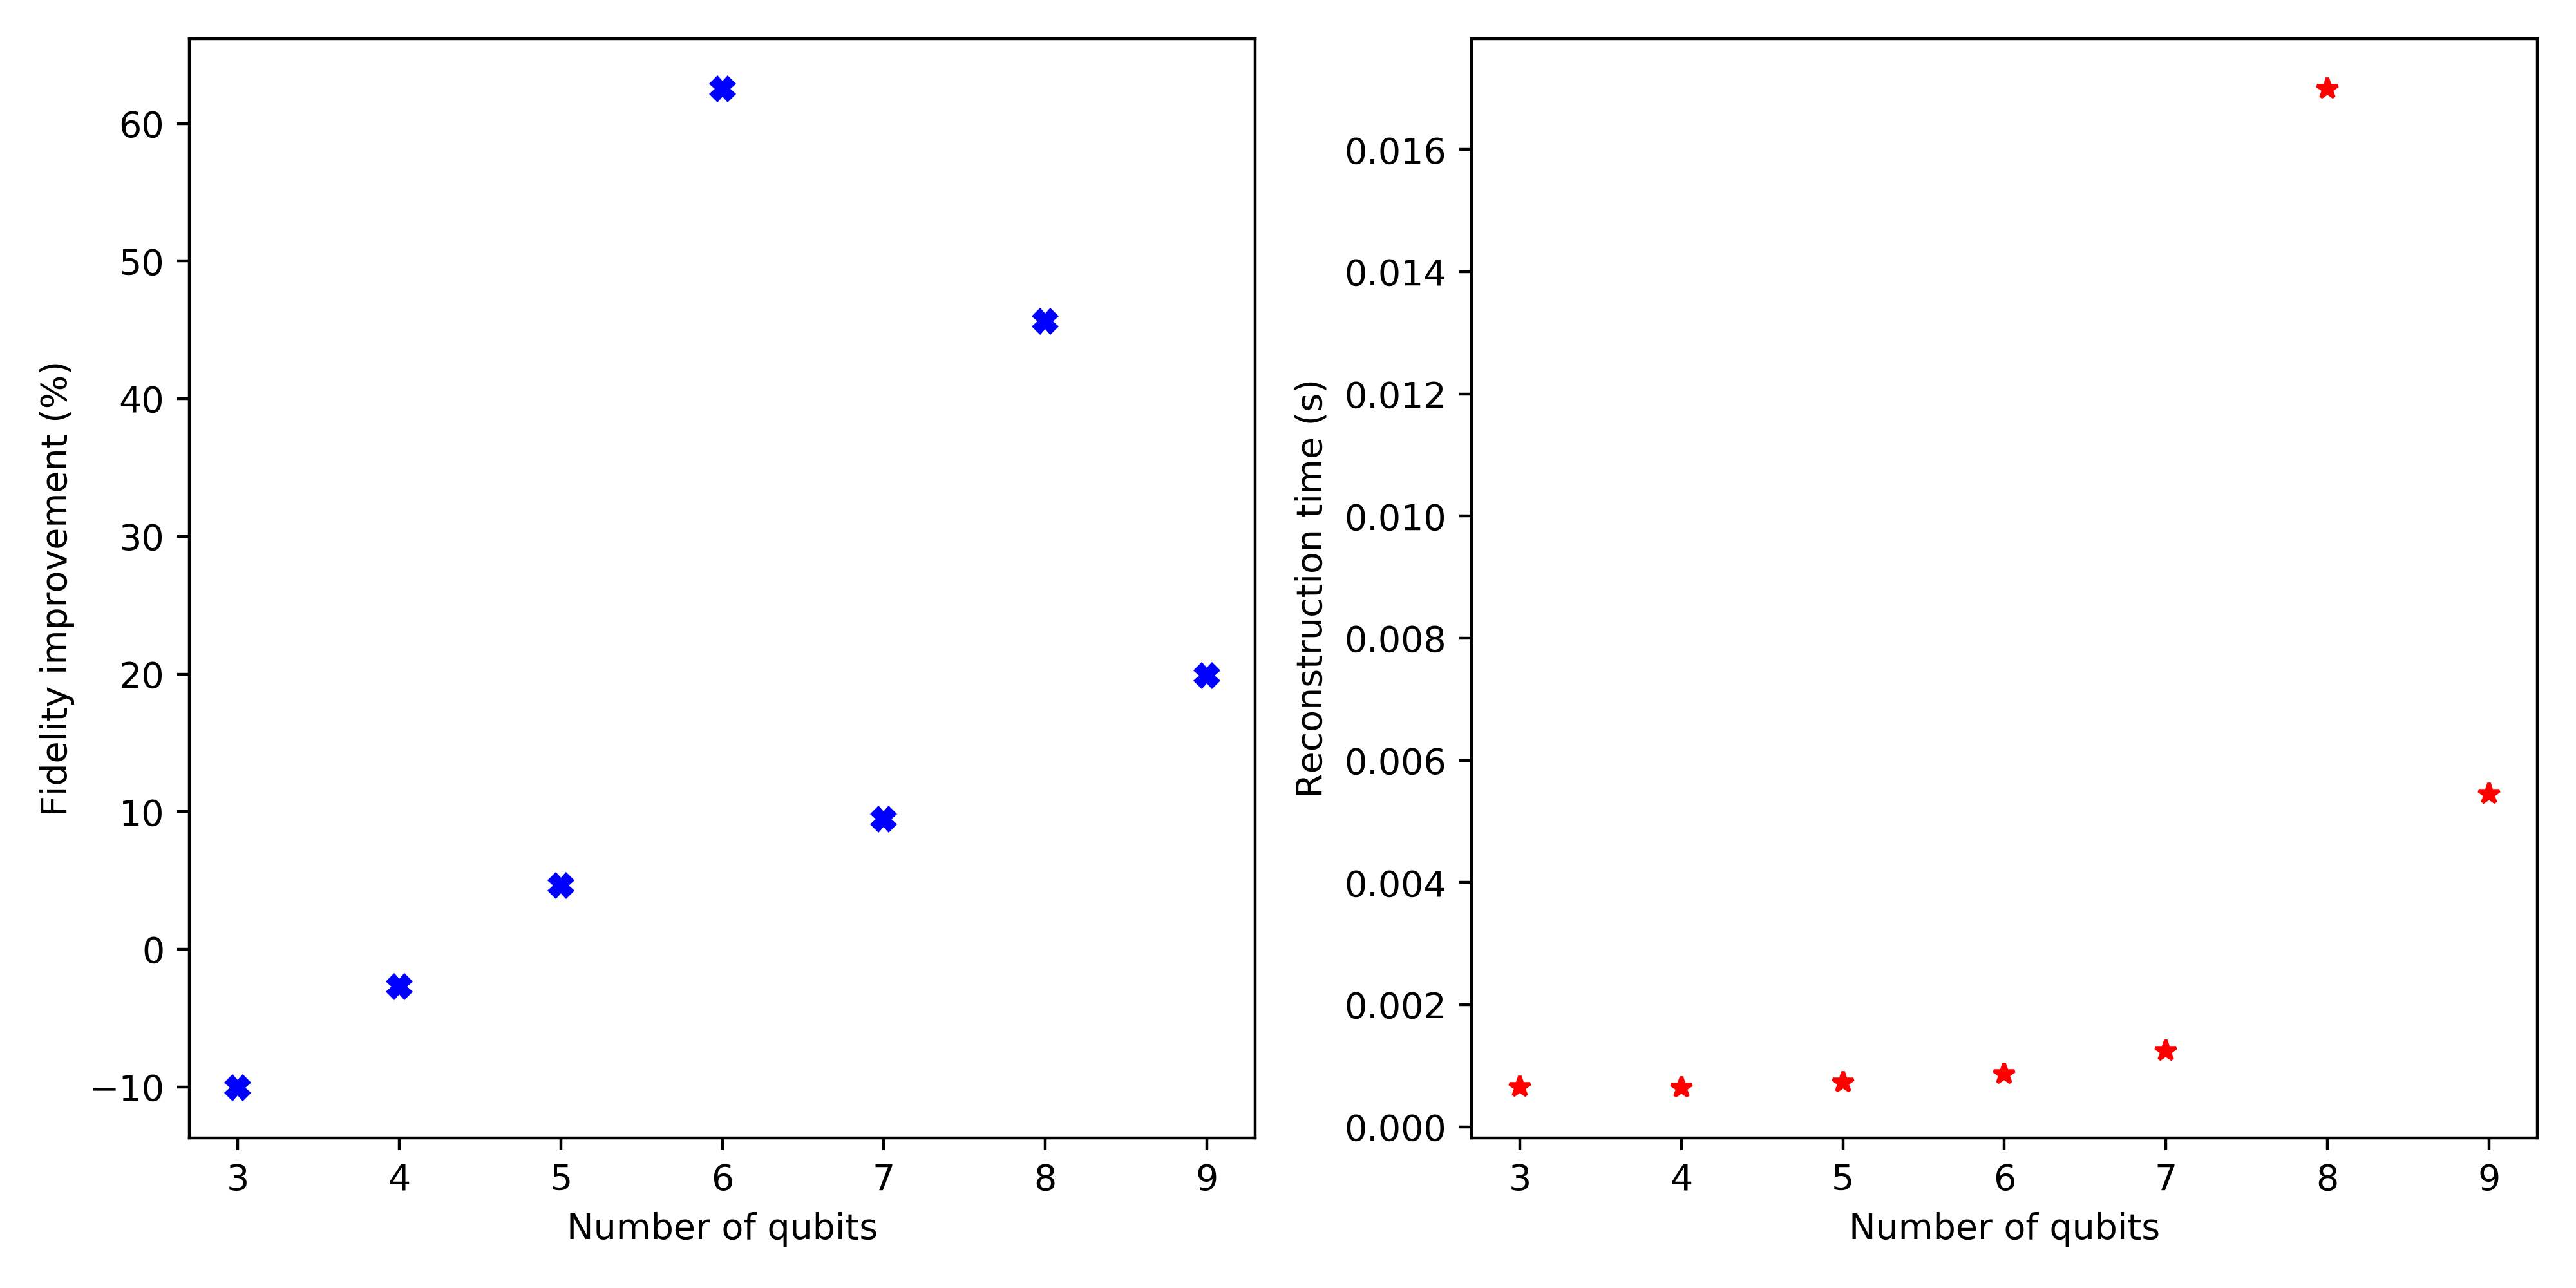 Fidelity improvement (%)
60
50
40
30
20
10
0
−10
3 4 5 6 7 8 9
Number of qubits
Reconstruction time (s)
0.016
0.014
0.012
0.010
0.008
0.006
0.004
0.002
0.000
3 4 5 6 7 8 9
Number of qubits